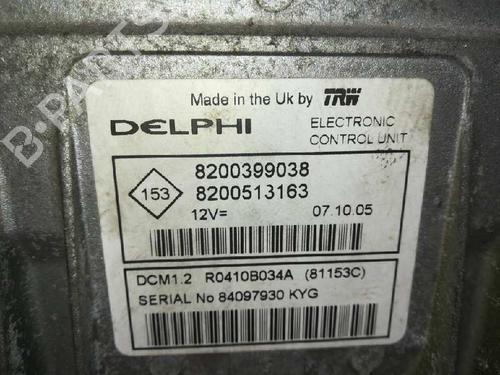 B-PARTS
Made in the Uk by TRW
DELPHI ELECTRONIC CONTROL UNIT
153
8200399038
8200513163
12V= 07.10.05
DCM1.2 R0410B034A (81153C)
SERIAL No 84097930 KYG